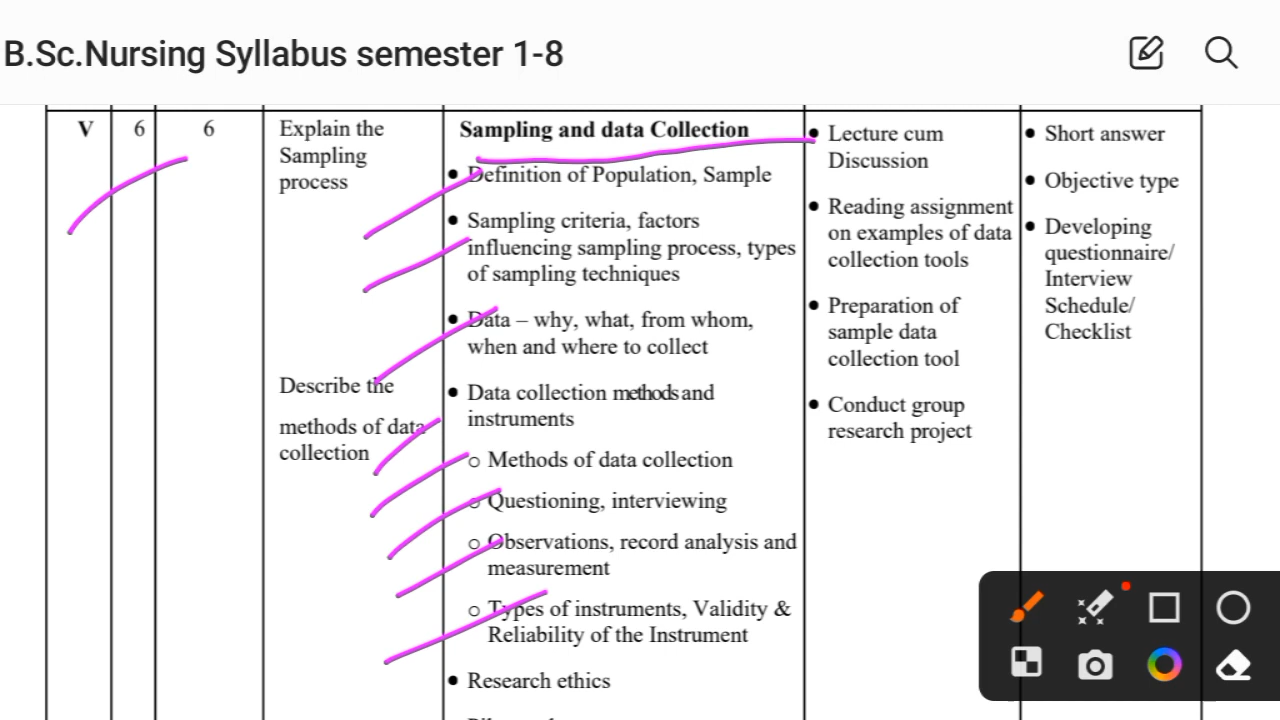 B.Sc.Nursing Syllabus semester 1-8
V
6
6
Explain the
Sampling
process
Describe the
methods of data
collection
Sampling and data Collection
• Definition of Population, Sample
• Sampling criteria, factors
influencing sampling process, types
of sampling techniques
• Data – why, what, from whom,
when and where to collect
• Data collection methods and
instruments
o Methods of data collection
o Questioning, interviewing
o Observations, record analysis and
measurement
o Types of instruments, Validity &
Reliability of the Instrument
• Research ethics
• Lecture cum
Discussion
• Reading assignment
on examples of data
collection tools
• Preparation of
sample data
collection tool
• Conduct group
research project
• Short answer
• Objective type
• Developing
questionnaire/
Interview
Schedule/
Checklist